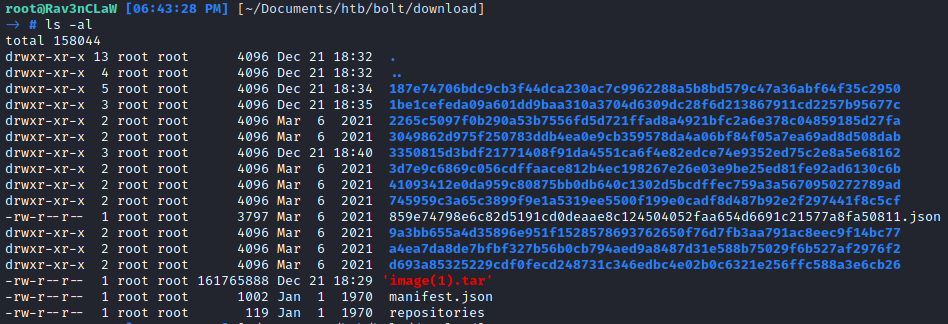 root@Rav3nCLaW [06:43:28 PM] [~/Documents/htb/bolt/download]
-> # ls -al
total 158044
drwxr-xr-x 13 root root 4096 Dec 21 18:32 .
drwxr-xr-x 4 root root 4096 Dec 21 18:32 ..
drwxr-xr-x 5 root root 4096 Dec 21 18:34 187e74706bdc9cb3f44dca230ac7c9962288a5b8bd579c47a36abf64f35c2950
drwxr-xr-x 3 root root 4096 Dec 21 18:35 1be1cefeda09a601dd9baa310a3704d6309dc28f6d213867911cd2257b95677c
drwxr-xr-x 2 root root 4096 Mar 6 2021 2265c5097f0b290a53b7556fd5d721ffad8a4921bfc2a6e378c04859185d27fa
drwxr-xr-x 2 root root 4096 Mar 6 2021 3049862d975f250783ddb4ea0e9cb359578da4a06bf84f05a7ea69ad8d508dab
drwxr-xr-x 3 root root 4096 Dec 21 18:40 3350815d3bdf21771408f91da4551ca6f4e82edce74e9352ed75c2e8a5e68162
drwxr-xr-x 2 root root 4096 Mar 6 2021 3d7e9c6869c056cdffaace812b4ec198267e26e03e9be25ed81fe92ad6130c6b
drwxr-xr-x 2 root root 4096 Mar 6 2021 41093412e0da959c80875bb0db640c1302d5bcdffec759a3a5670950272789ad
drwxr-xr-x 2 root root 4096 Mar 6 2021 745959c3a65c3899f9e1a5319ee5500f199e0cadf8d487b92e2f297441f8c5cf
-rw-r--r-- 1 root root 3797 Mar 6 2021 859e74798e6c82d5191cd0deaae8c124504052faa654d6691c21577a8fa50811.json
drwxr-xr-x 2 root root 4096 Mar 6 2021 9a3bb655a4d35896e951f1528578693762650f76d7fb3aa791ac8eec9f14bc77
drwxr-xr-x 2 root root 4096 Mar 6 2021 a4ea7da8de7bfbf327b56b0cb794aed9a8487d31e588b75029f6b527af2976f2
drwxr-xr-x 2 root root 4096 Mar 6 2021 d693a85325229cdf0fecd248731c346edbc4e02b0c6321e256ffc588a3e6cb26
-rw-r--r-- 1 root root 161765888 Dec 21 18:29 'image(1).tar'
-rw-r--r-- 1 root root 1002 Jan 1 1970 manifest.json
-rw-r--r-- 1 root root 119 Jan 1 1970 repositories